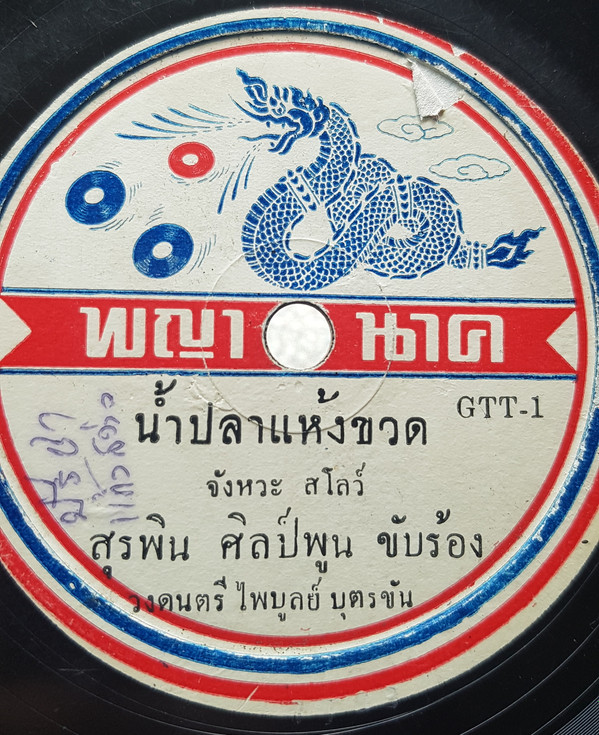 พญานาค
GTT-1
น้ำปลาแห้งขวด
จังหวะ สโลว์
สุรพิน ศิลป์พูน ขับร้อง
วงดนตรี ไพบูลย์ บุตรขัน